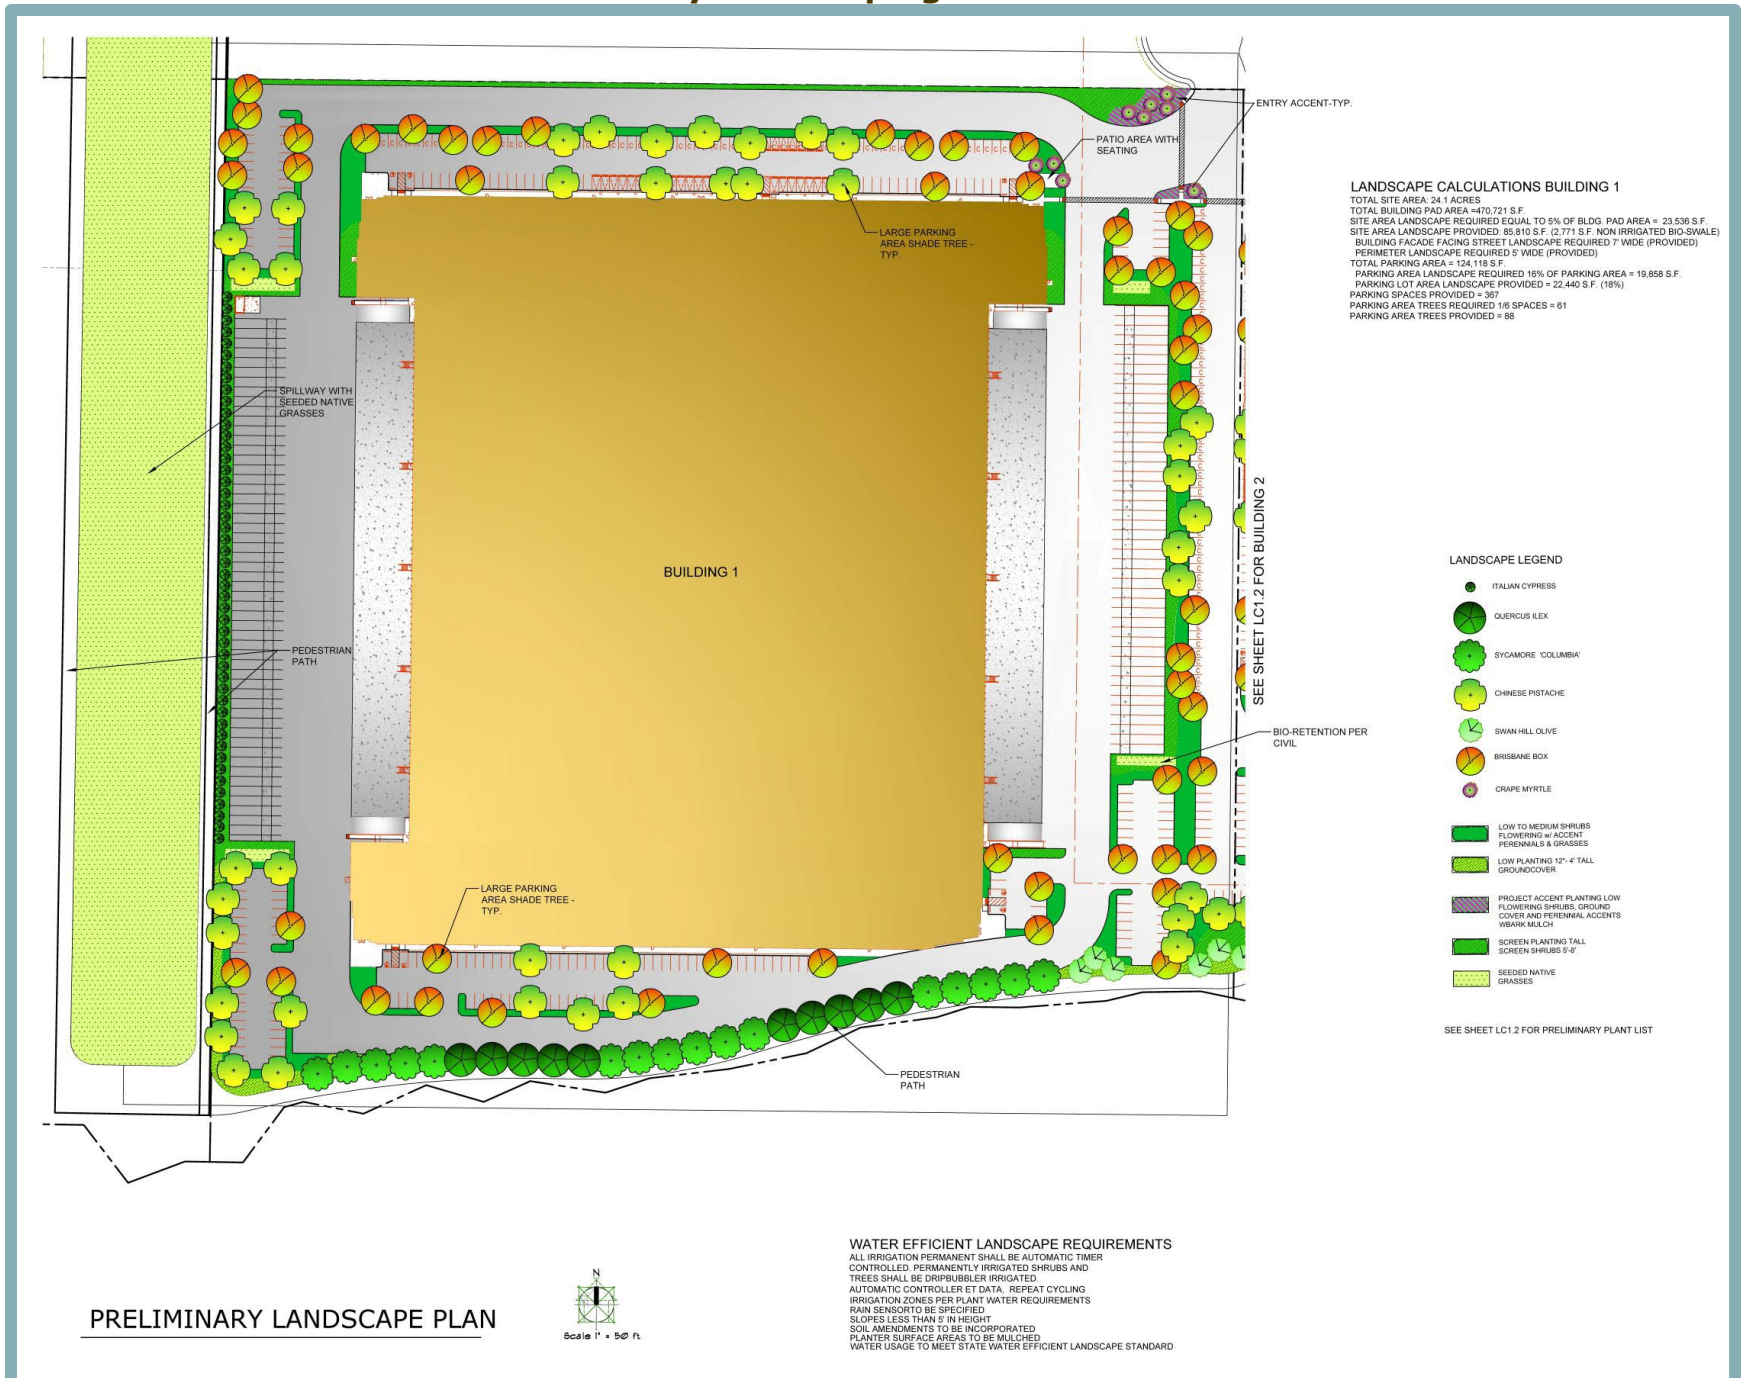 ENTRY ACCENT-TYP.
PATIO AREA WITH
SEATING
LANDSCAPE CALCULATIONS BUILDING 1
TOTAL SITE AREA: 24.1 ACRES
TOTAL BUILDING PAD AREA =470,721 S.F.
SITE AREA LANDSCAPE REQUIRED EQUAL TO 5% OF BLDG. PAD AREA = 23,536 S.F.
SITE AREA LANDSCAPE PROVIDED: 85,810 S.F. (2,771 S.F. NON IRRIGATED BIO-SWALE)
BUILDING FACADE FACING STREET LANDSCAPE REQUIRED 7' WIDE (PROVIDED)
PERIMETER LANDSCAPE REQUIRED 5' WIDE (PROVIDED)
TOTAL PARKING AREA = 124,118 S.F.
PARKING AREA LANDSCAPE REQUIRED 16% OF PARKING AREA = 19,858 S.F.
PARKING LOT AREA LANDSCAPE PROVIDED = 22,440 S.F. (18%)
PARKING SPACES PROVIDED = 367
PARKING AREA TREES REQUIRED 1/6 SPACES = 61
PARKING AREA TREES PROVIDED = 88
LARGE PARKING
AREA SHADE TREE -
TYP.
SPILLWAY WITH
SEEDED NATIVE
GRASSES
BUILDING 1
SEE SHEET LC1.2 FOR BUILDING 2
PEDESTRIAN
PATH
BIO-RETENTION PER
CIVIL
LARGE PARKING
AREA SHADE TREE -
TYP.
PEDESTRIAN
PATH
LANDSCAPE LEGEND
ITALIAN CYPRESS
QUERCUS ILEX
SYCAMORE 'COLUMBIA'
CHINESE PISTACHE
SWAN HILL OLIVE
BRISBANE BOX
CRAPE MYRTLE
LOW TO MEDIUM SHRUBS
FLOWERING w/ ACCENT
PERENNIALS & GRASSES
LOW PLANTING 12"- 4' TALL
GROUNDCOVER
PROJECT ACCENT PLANTING LOW
FLOWERING SHRUBS, GROUND
COVER AND PERENNIAL ACCENTS
WBARK MULCH
SCREEN PLANTING TALL
SCREEN SHRUBS 5'-8'
SEEDED NATIVE
GRASSES
SEE SHEET LC1.2 FOR PRELIMINARY PLANT LIST
PRELIMINARY LANDSCAPE PLAN
N
Scale 1" = 50 ft.
WATER EFFICIENT LANDSCAPE REQUIREMENTS
ALL IRRIGATION PERMANENT SHALL BE AUTOMATIC TIMER
CONTROLLED. PERMANENTLY IRRIGATED SHRUBS AND
TREES SHALL BE DRIPBUBBLER IRRIGATED.
AUTOMATIC CONTROLLER ET DATA, REPEAT CYCLING
IRRIGATION ZONES PER PLANT WATER REQUIREMENTS
RAIN SENSORTO BE SPECIFIED
SLOPES LESS THAN 5' IN HEIGHT
SOIL AMENDMENTS TO BE INCORPORATED
PLANTER SURFACE AREAS TO BE MULCHED
WATER USAGE TO MEET STATE WATER EFFICIENT LANDSCAPE STANDARD